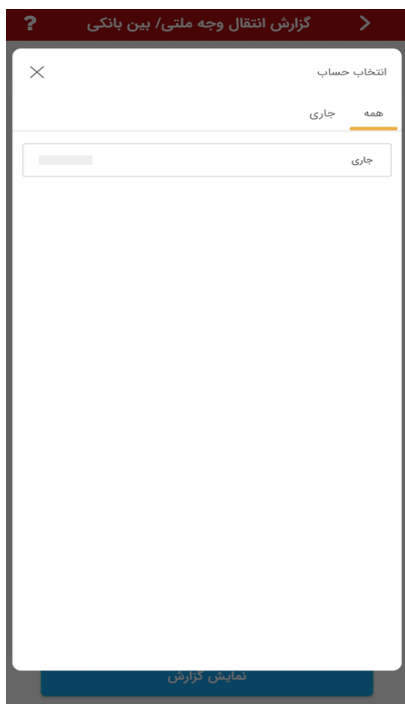 گزارش انتقال وجه ملتی/ بین بانکی ?
انتخاب حساب
همه جاری
جاری
نمایش گزارش